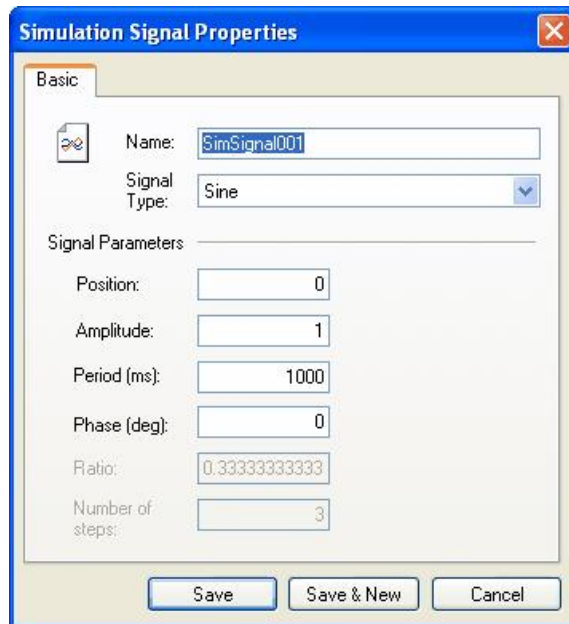 Simulation Signal Properties
Basic
Name: SimSignal001
Signal
Type: Sine
Signal Parameters
Position: 0
Amplitude: 1
Period (ms): 1000
Phase (deg): 0
Ratio: 0.33333333333
Number of
steps: 3
Save Save & New Cancel